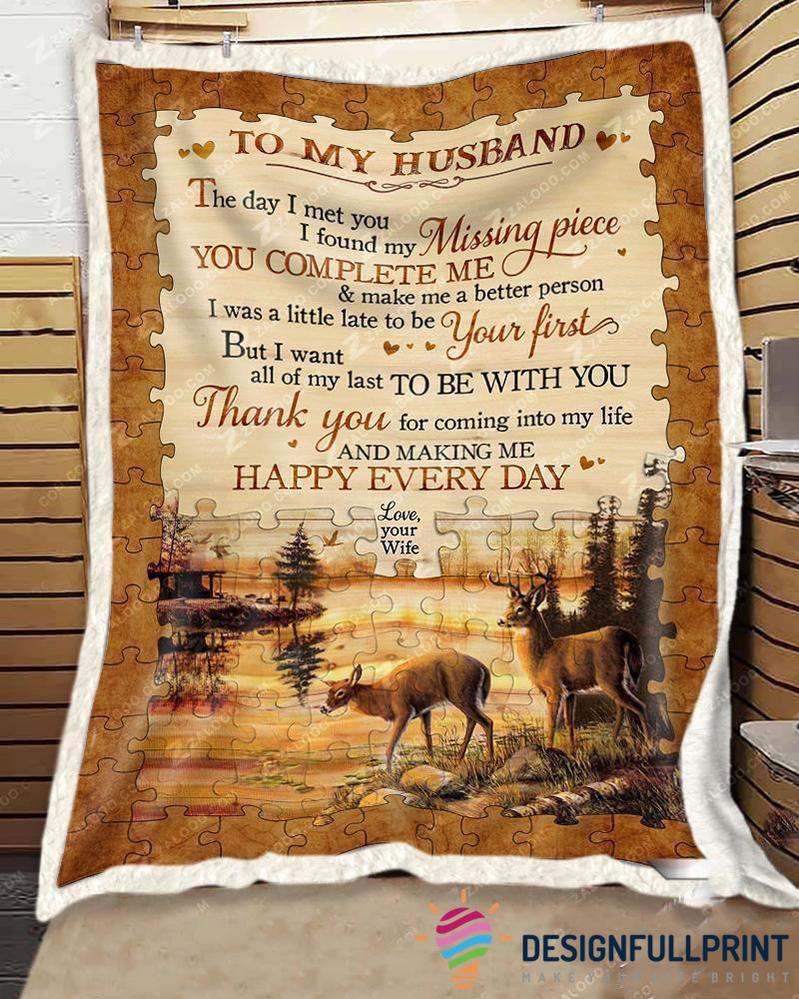 TO MY HUSBAND
The day I met you
I found my Missing piece
YOU COMPLETE ME
& make me a better person
I was a little late to be Your first
But I want
all of my last TO BE WITH YOU
Thank you for coming into my life
AND MAKING ME
HAPPY EVERY DAY
Love,
your
Wife
DESIGNFULLPRINT